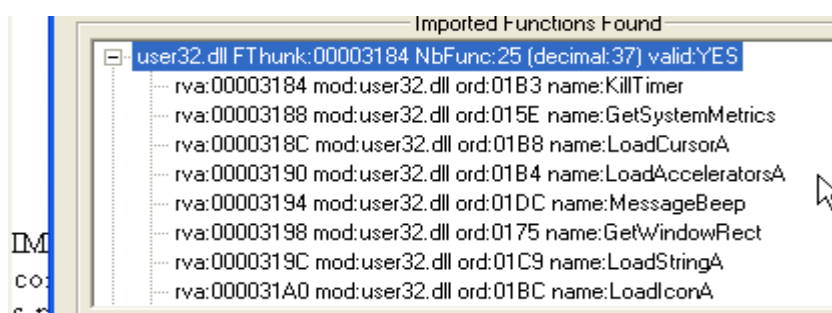 Imported Functions Found
user32.dll FThunk:00003184 NbFunc:25 (decimal:37) valid:YES
rva:00003184 mod:user32.dll ord:01B3 name:KillTimer
rva:00003188 mod:user32.dll ord:015E name:GetSystemMetrics
rva:0000318C mod:user32.dll ord:01B8 name:LoadCursorA
rva:00003190 mod:user32.dll ord:01B4 name:LoadAcceleratorsA
rva:00003194 mod:user32.dll ord:01DC name:MessageBeep
rva:00003198 mod:user32.dll ord:0175 name:GetWindowRect
rva:0000319C mod:user32.dll ord:01C9 name:LoadStringA
rva:000031A0 mod:user32.dll ord:01BC name:LoadIconA